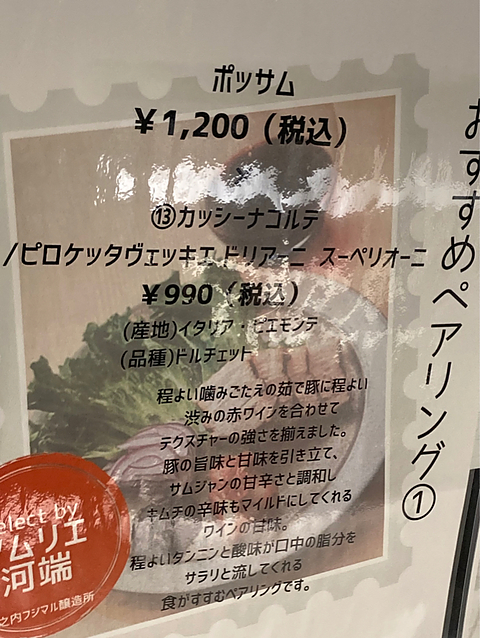 おすすめペアリング①
ポッサム
¥1,200（税込）
⑬カッシーナコルテ
/ピロケッタヴェッキエ ドリアーニ スーペリオーニ
¥990（税込）
(産地)イタリア・ピエモンテ
(品種)ドルチェット
程よい噛みごたえの茹で豚に程よい
渋みの赤ワインを合わせて
テクスチャーの強さを揃えました。
豚の旨味と甘味を引き立て、
サムジャンの甘辛さと調和し
キムチの辛味もマイルドにしてくれる
ワインの甘味。
程よいタンニンと酸味が口中の脂分を
サラリと流してくれる
食がすすむペアリングです。
elect by
ソムリエ
河端
之内フジマル醸造所